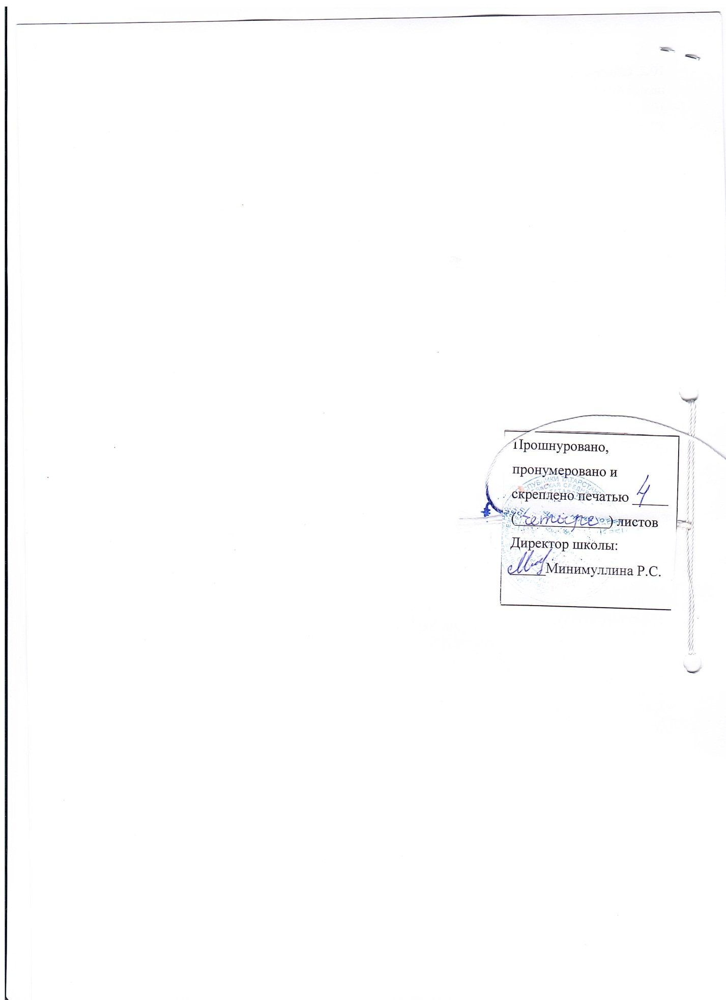 Прошнуровано,
пронумеровано и
скреплено печатью 4
(четыре) листов
Директор школы:
Минимуллина Р.С.